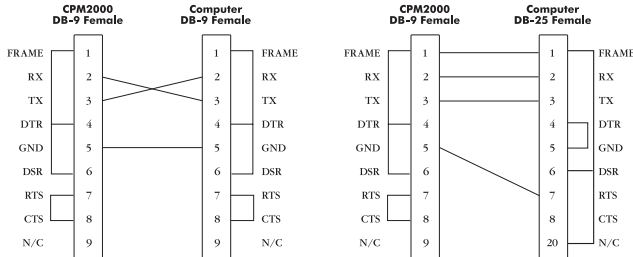 CPM2000 DB-9 Female
Computer DB-9 Female
FRAME 1 1 FRAME
RX 2 2 RX
TX 3 3 TX
DTR 4 4 DTR
GND 5 5 GND
DSR 6 6 DSR
RTS 7 7 RTS
CTS 8 8 CTS
N/C 9 9 N/C
CPM2000 DB-9 Female
Computer DB-25 Female
FRAME 1 1 FRAME
RX 2 2 RX
TX 3 3 TX
DTR 4 4 DTR
GND 5 5 GND
DSR 6 6 DSR
RTS 7 7 RTS
CTS 8 8 CTS
N/C 9 20 N/C